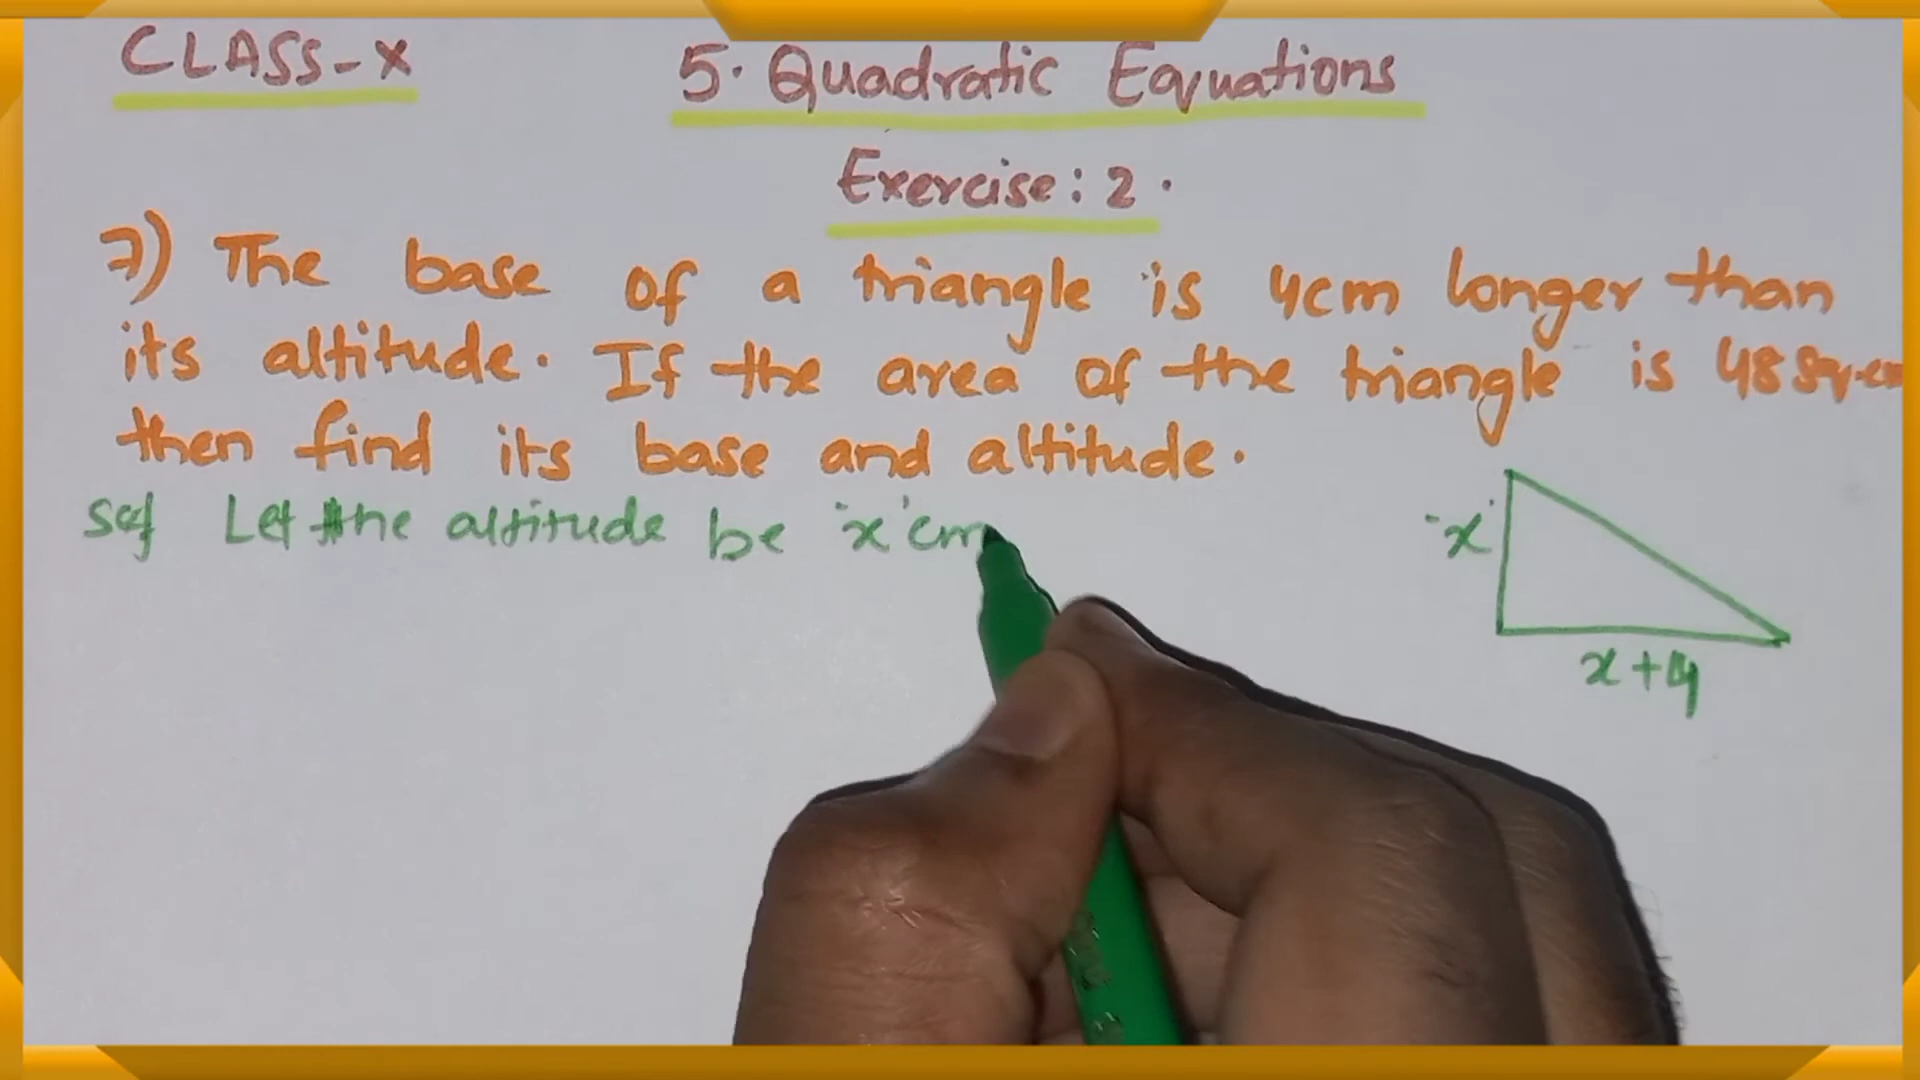 CLASS-X
5. Quadratic Equations
Exercise: 2.
7) The base of a triangle is 4cm longer than
its altitude. If the area of the triangle is 48 sq.cm
then find its base and altitude.
Sol Let the altitude be 'x' cm
'x'
x+4